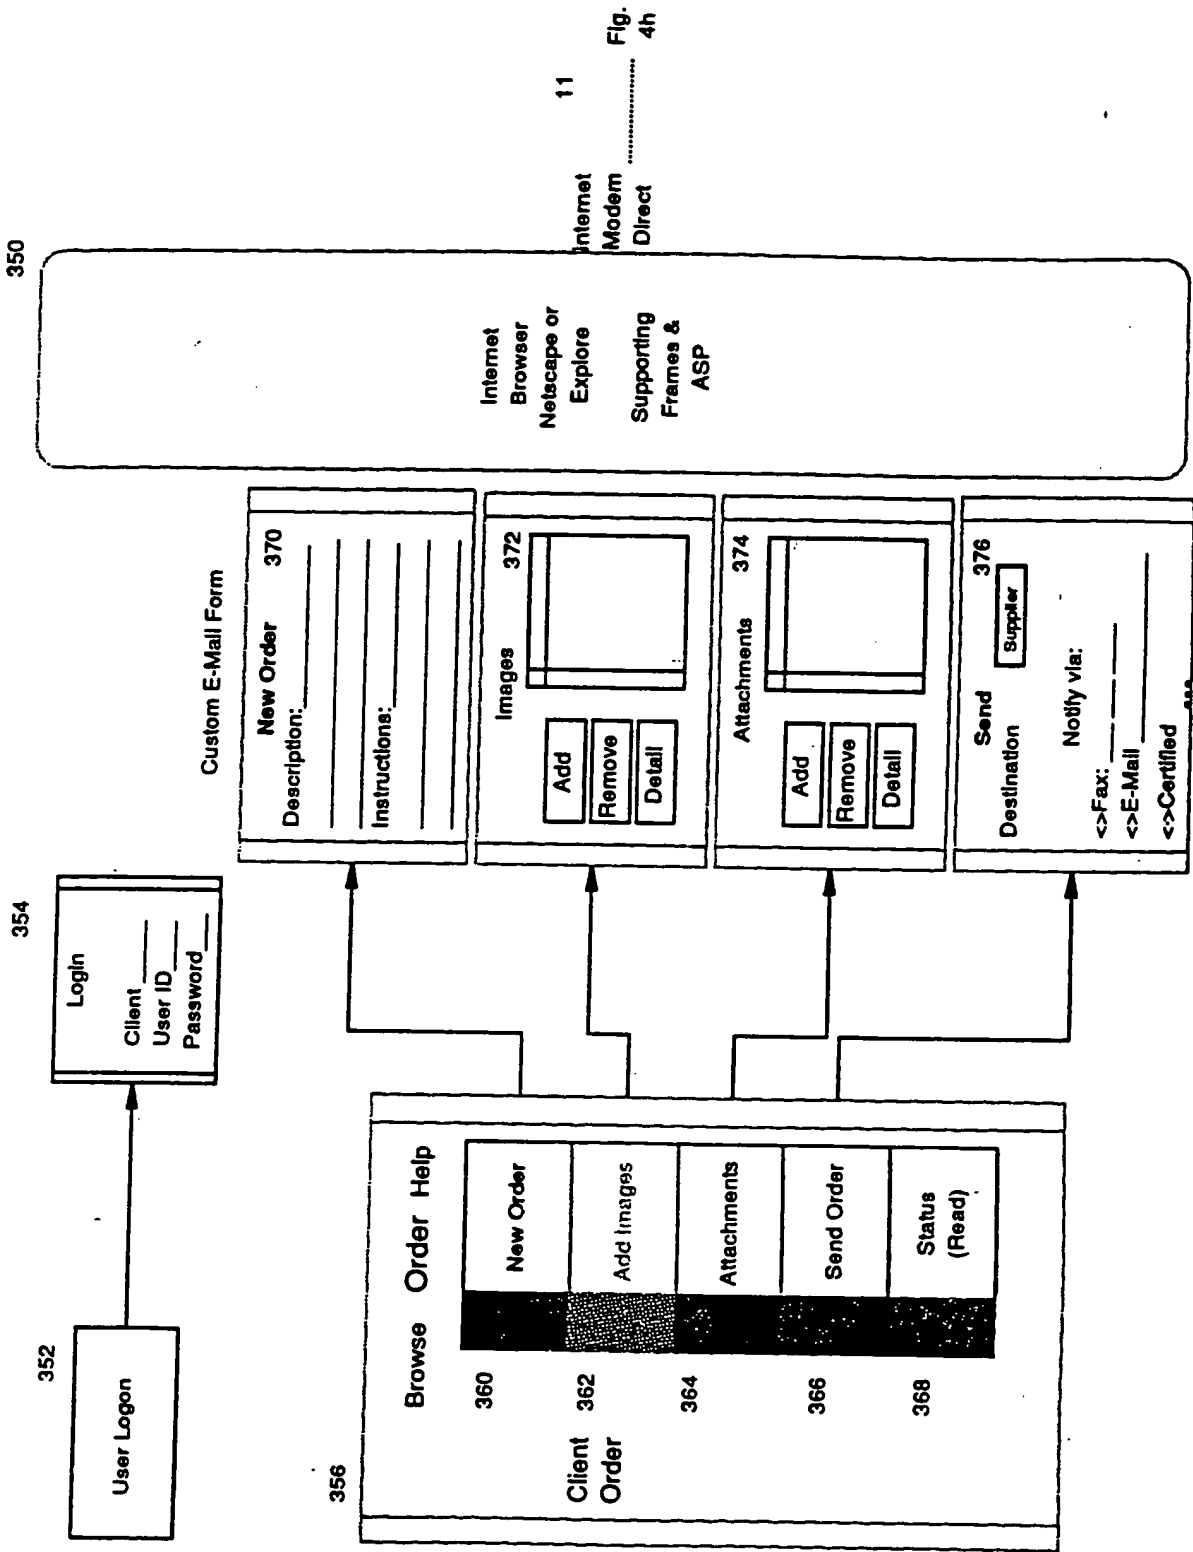 352
User Logon
354
LogIn
Client
User ID
Password
350
Internet
Browser
Netscape or
Explore
Supporting
Frames &
ASP
Internet
Modem
Direct
11
Fig.
4h
356
Browse Order Help
Client
Order
360
New Order
362
Add Images
364
Attachments
366
Send Order
368
Status
(Read)
Custom E-Mail Form
New Order
370
Description:
Instructions:
Images
372
Add
Remove
Detail
Attachments
374
Add
Remove
Detail
Send
376
Destination
Supplier
Notify via:
<>Fax:
<>E-Mail
<>Certified